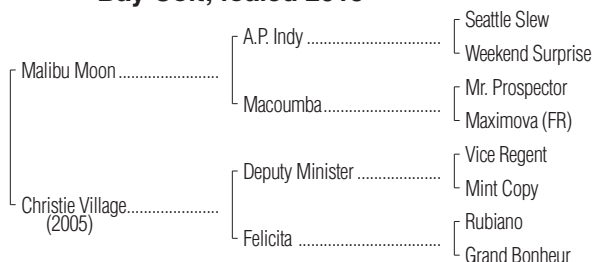 Bay Colt; foaled
Seattle Slew
A.P. Indy
Weekend Surprise
Malibu Moon
Mr. Prospector
Macoumba
Maximova (FR)
Vice Regent
Deputy Minister
Mint Copy
Christie Village
(2005)
Rubiano
Felicita
Grand Bonheur